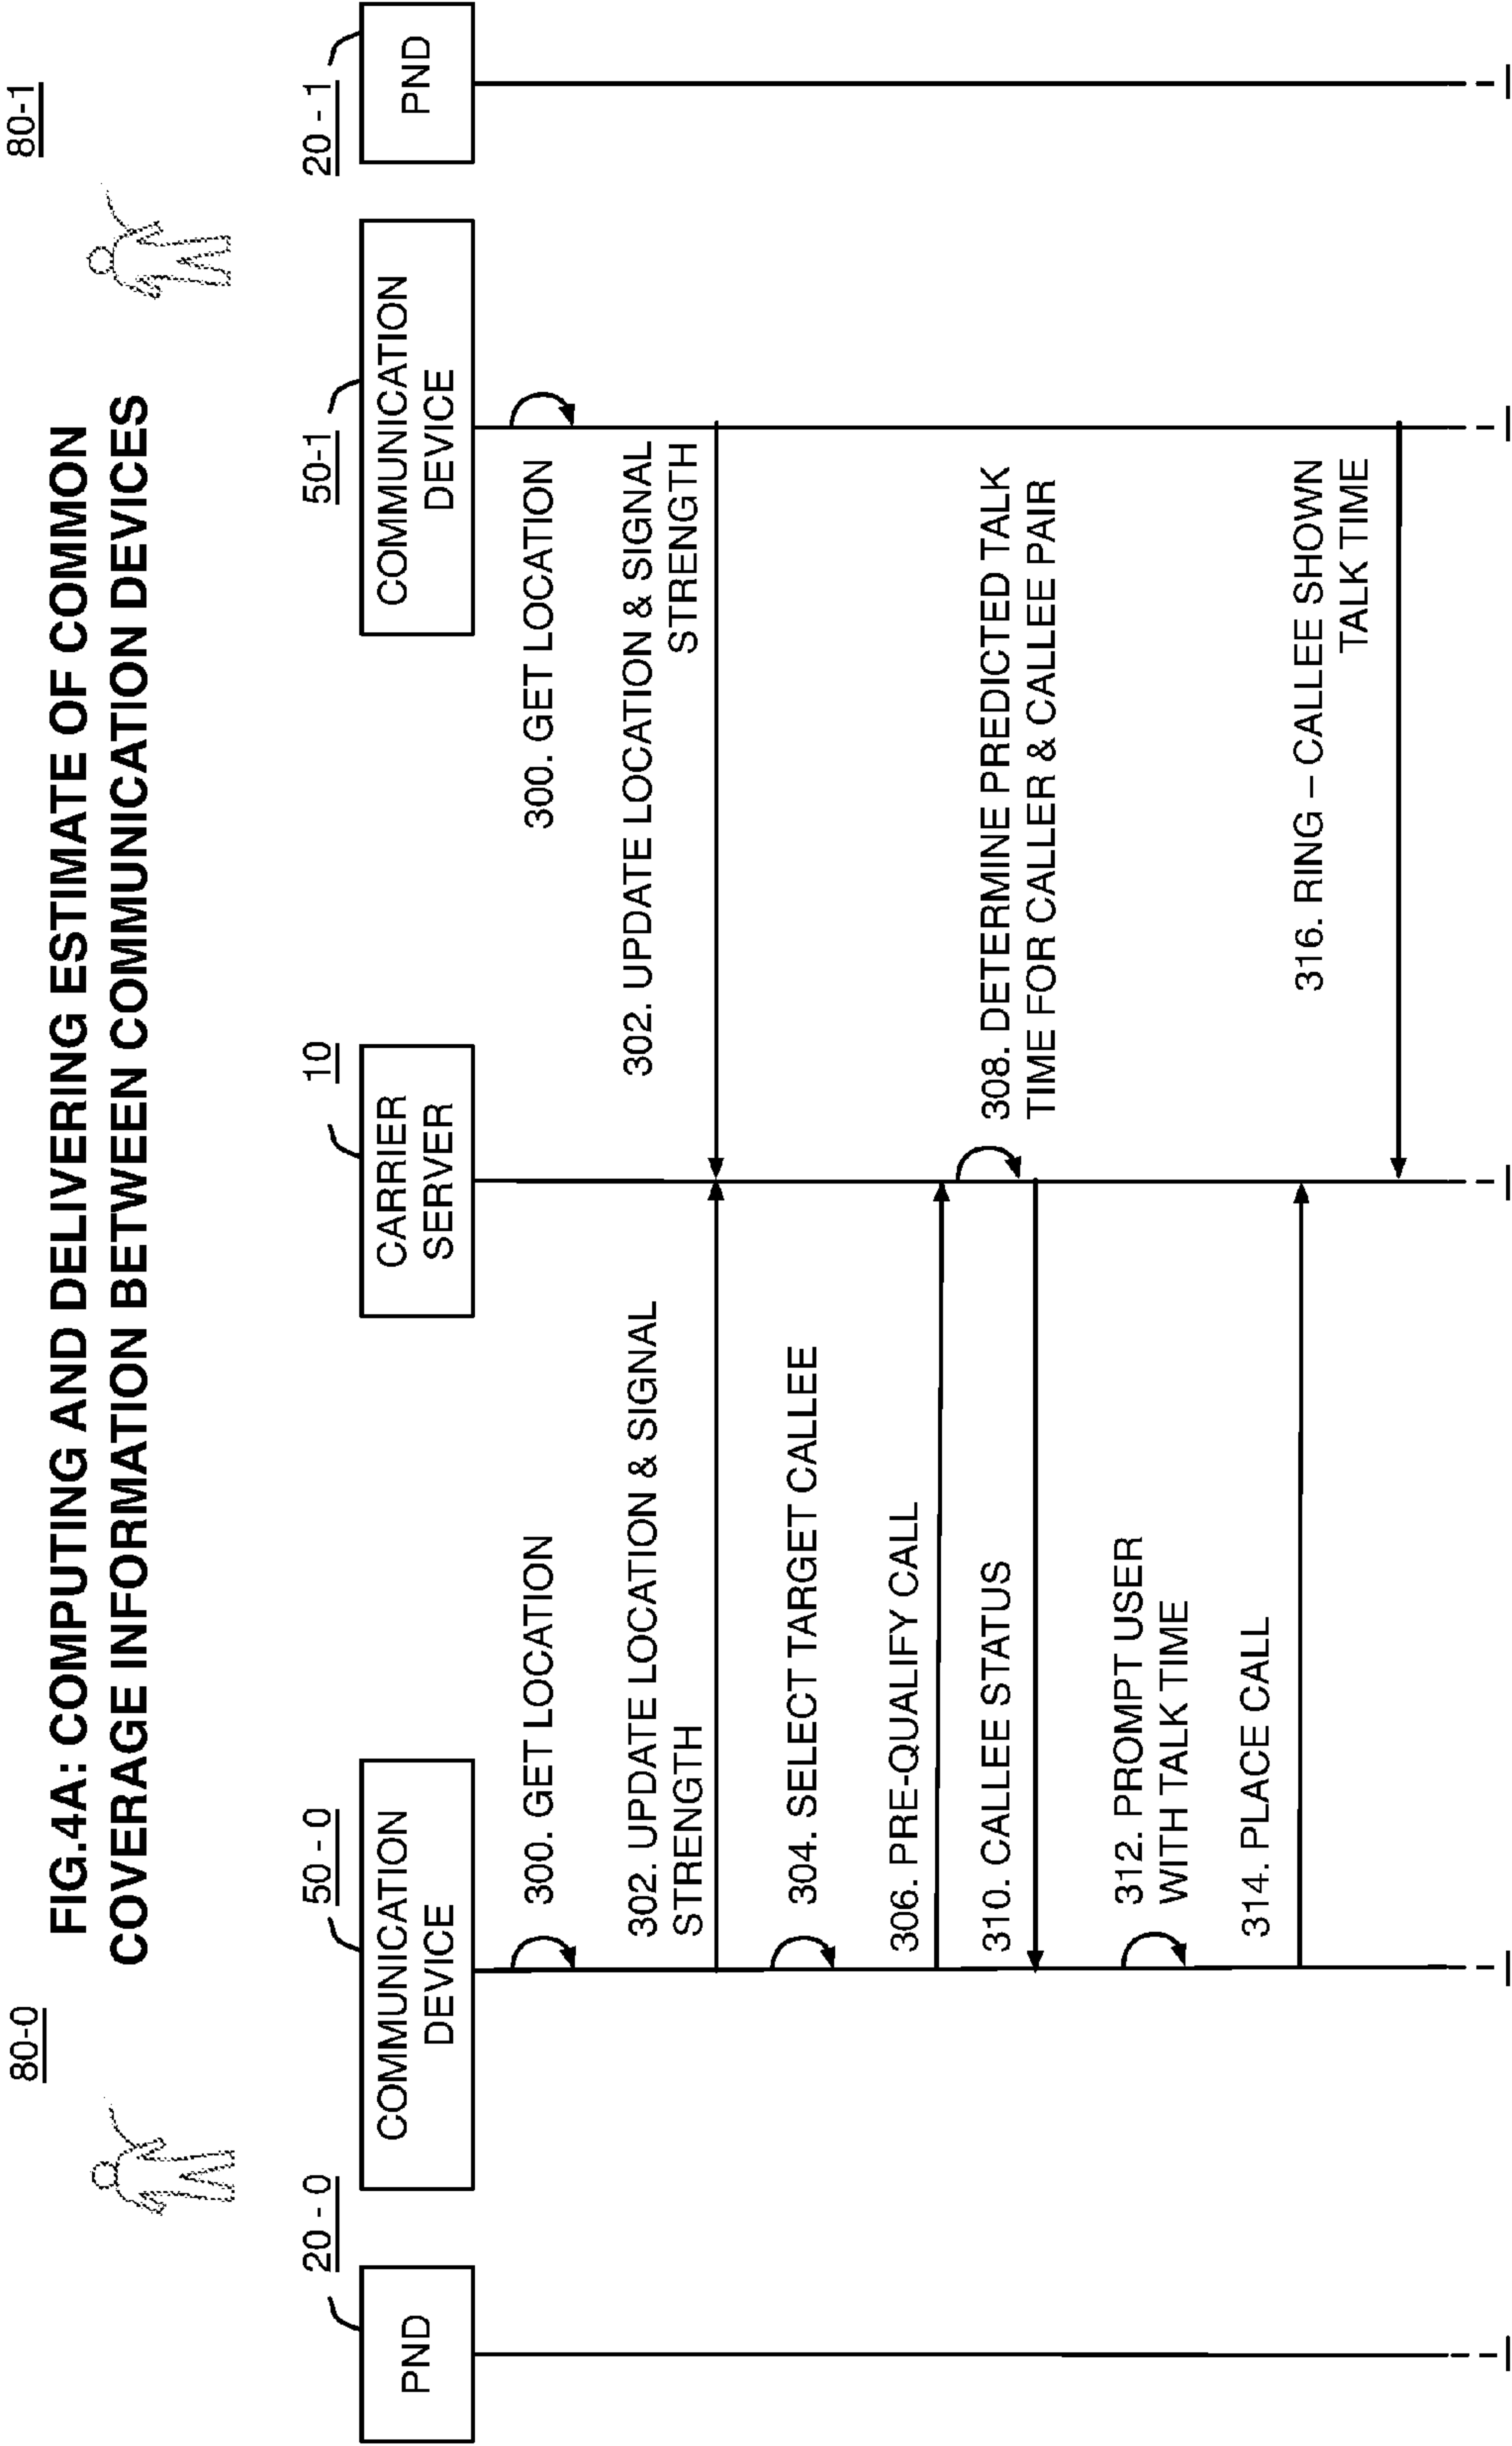 FIG.4A: COMPUTING AND DELIVERING ESTIMATE OF COMMON
COVERAGE INFORMATION BETWEEN COMMUNICATION DEVICES
80-0
80-1
20 - 0
50 - 0
10
50-1
20 - 1
PND
COMMUNICATION
DEVICE
CARRIER
SERVER
COMMUNICATION
DEVICE
PND
300. GET LOCATION
300. GET LOCATION
302. UPDATE LOCATION & SIGNAL
STRENGTH
302. UPDATE LOCATION & SIGNAL
STRENGTH
304. SELECT TARGET CALLEE
306. PRE-QUALIFY CALL
308. DETERMINE PREDICTED TALK
TIME FOR CALLER & CALLEE PAIR
310. CALLEE STATUS
312. PROMPT USER
WITH TALK TIME
314. PLACE CALL
316. RING – CALLEE SHOWN
TALK TIME